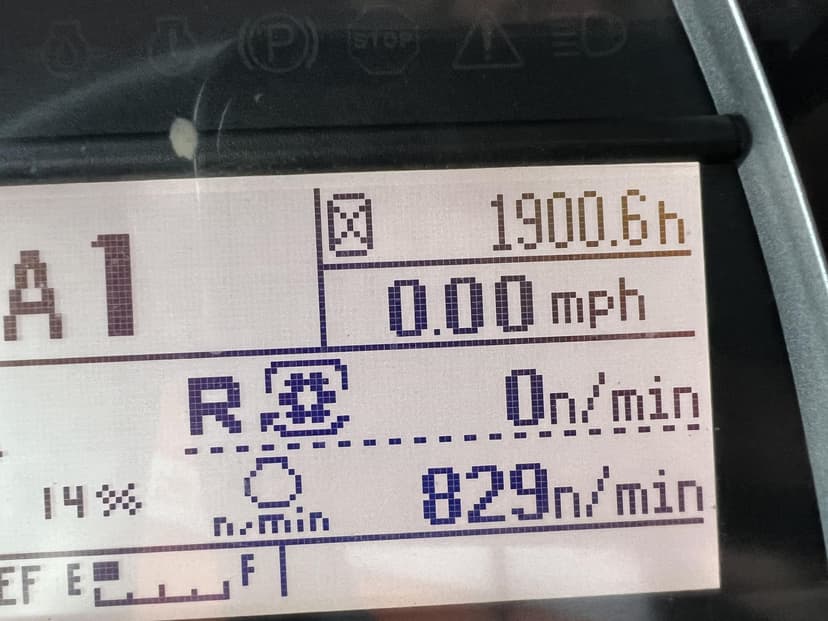 P
STOP
A1
1900.6h
0.00 mph
R
0n/min
14%
n/min
829n/min
EF E F